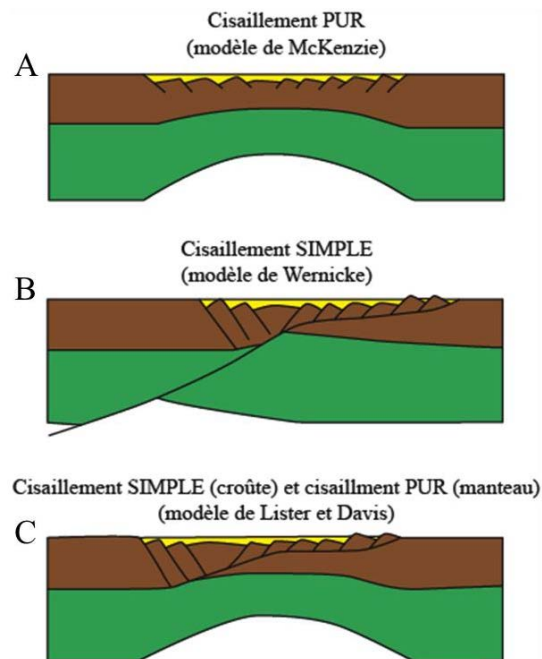 Cisaillement PUR
(modèle de McKenzie)
A
Cisaillement SIMPLE
(modèle de Wernicke)
B
Cisaillement SIMPLE (croûte) et cisaillment PUR (manteau)
(modèle de Lister et Davis)
C